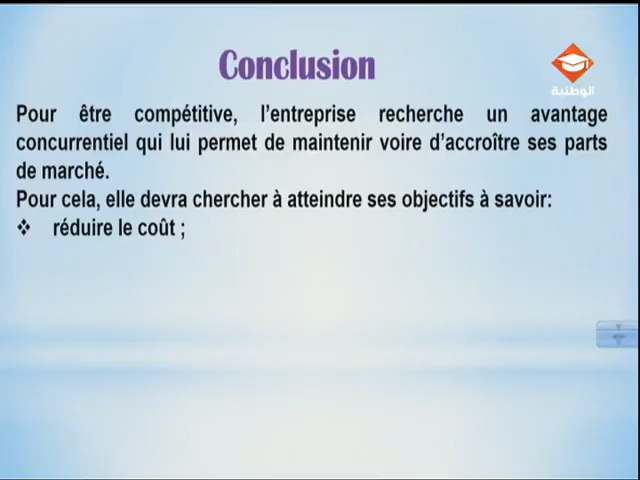 Conclusion
الوطنية
Pour être compétitive, l'entreprise recherche un avantage
concurrentiel qui lui permet de maintenir voire d'accroître ses parts
de marché.
Pour cela, elle devra chercher à atteindre ses objectifs à savoir:
❖ réduire le coût ;